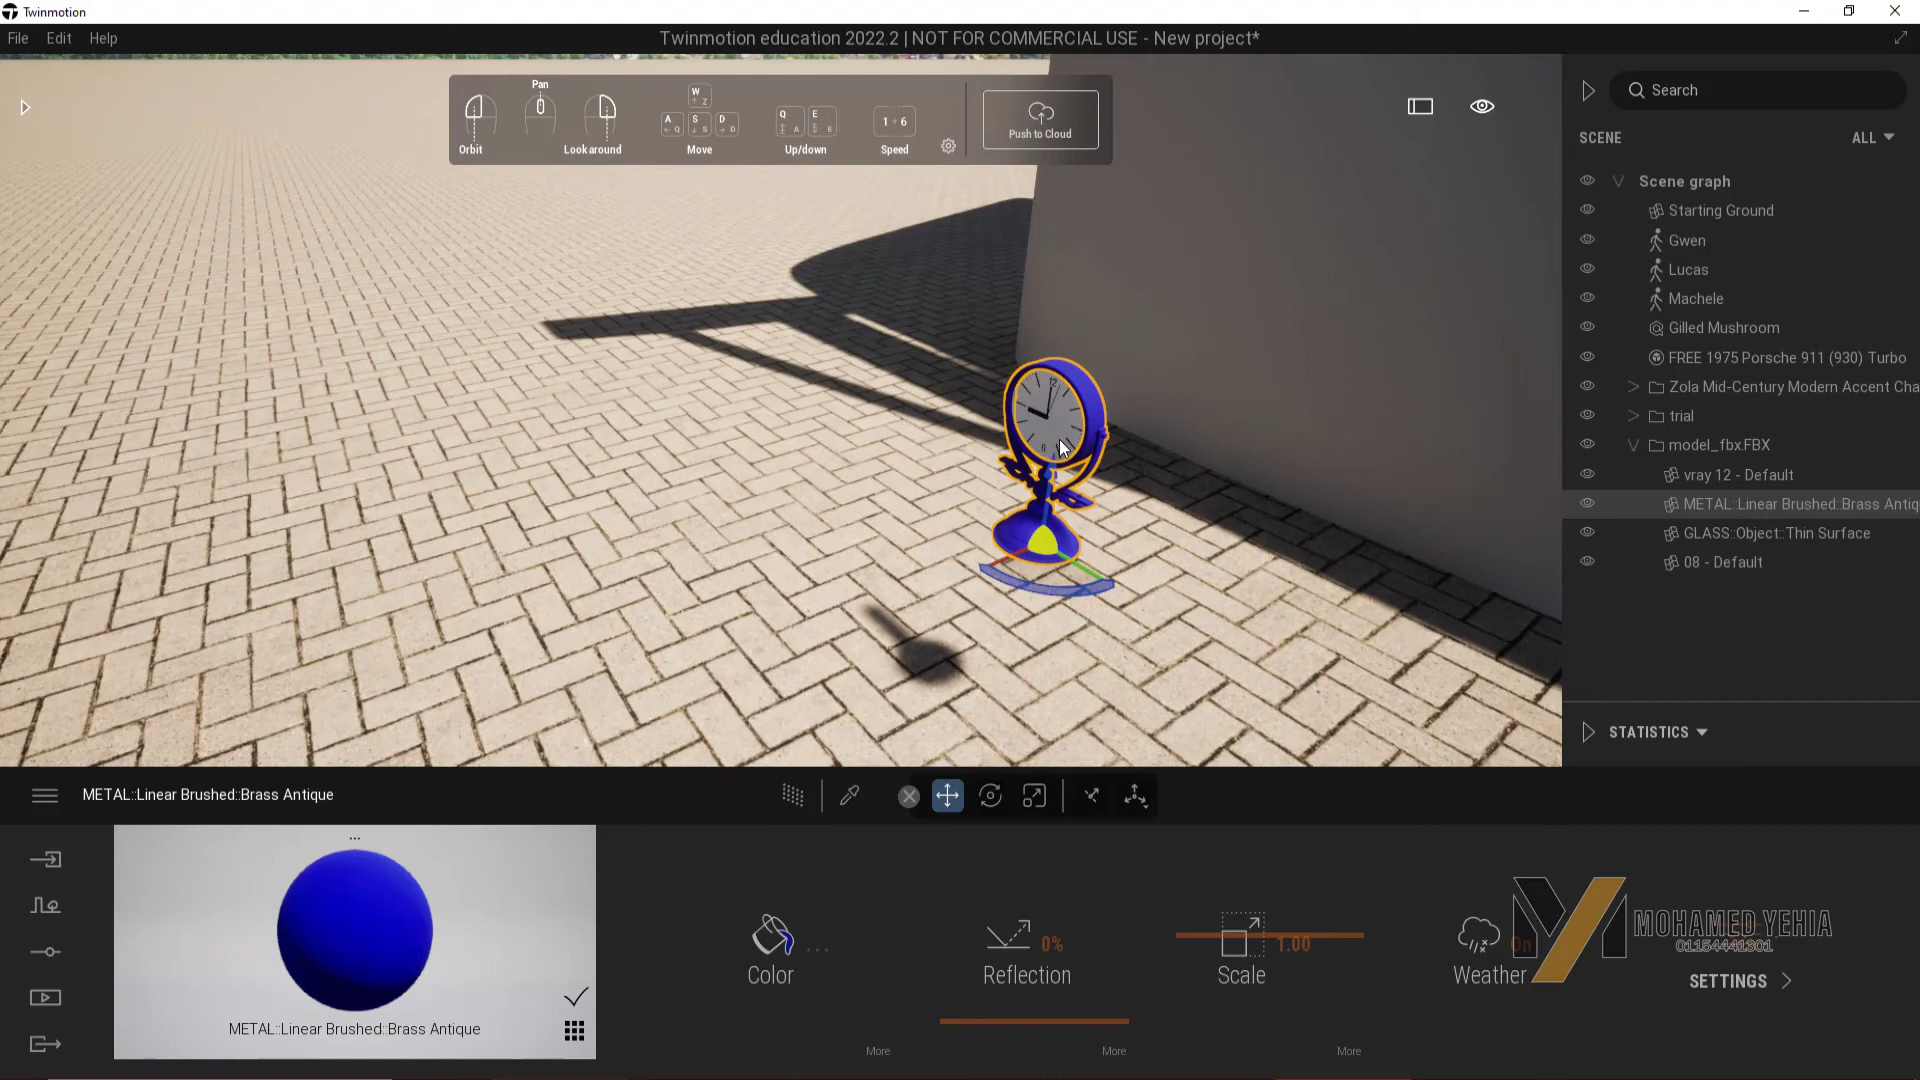 Twinmotion
File Edit Help
Twinmotion education 2022.2 | NOT FOR COMMERCIAL USE - New project*
Pan
Orbit
Look around
W
Z
A
Q
S
S
D
D
Move
Q
A
E
E
Up/down
1 ÷ 6
Speed
Push to Cloud
Search
SCENE
ALL
Scene graph
Starting Ground
Gwen
Lucas
Machele
Gilled Mushroom
FREE 1975 Porsche 911 (930) Turbo
Zola Mid-Century Modern Accent Cha
trial
model_fbx.FBX
vray 12 - Default
METAL::Linear Brushed::Brass Antiq
GLASS::Object::Thin Surface
08 - Default
STATISTICS
METAL::Linear Brushed::Brass Antique
...
METAL::Linear Brushed::Brass Antique
Color
...
More
Reflection
0%
More
Scale
1.00
More
Weather
On
MOHAMED YEHIA
01154441301
SETTINGS